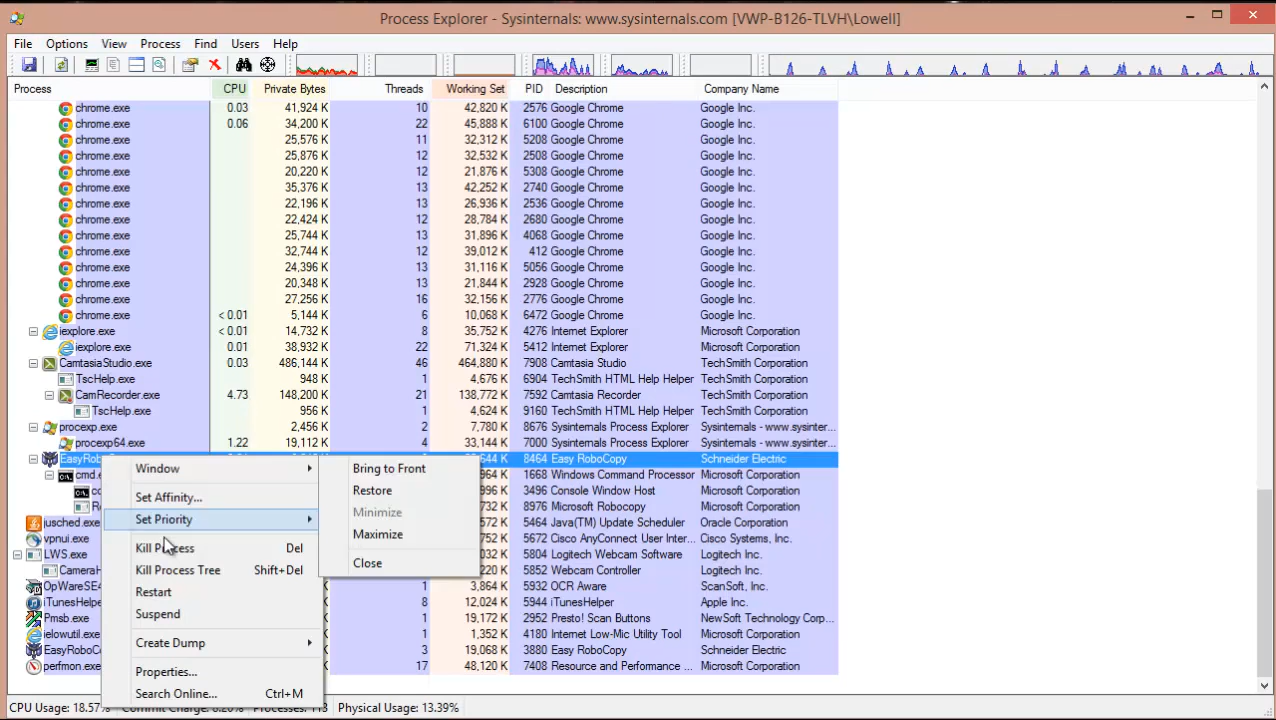 Process Explorer - Sysinternals: www.sysinternals.com [VWP-B126-TLVH\Lowell]
File Options View Process Find Users Help
Process CPU Private Bytes Threads Working Set PID Description Company Name
chrome.exe 0.03 41,924 K 10 42,820 K 2576 Google Chrome Google Inc.
chrome.exe 0.06 34,200 K 22 45,888 K 6100 Google Chrome Google Inc.
chrome.exe 25,576 K 11 32,312 K 5208 Google Chrome Google Inc.
chrome.exe 25,876 K 12 32,532 K 2508 Google Chrome Google Inc.
chrome.exe 20,220 K 12 21,876 K 5308 Google Chrome Google Inc.
chrome.exe 35,376 K 13 42,252 K 2740 Google Chrome Google Inc.
chrome.exe 22,196 K 13 26,936 K 2536 Google Chrome Google Inc.
chrome.exe 22,424 K 12 28,784 K 2680 Google Chrome Google Inc.
chrome.exe 25,744 K 13 31,896 K 4068 Google Chrome Google Inc.
chrome.exe 32,744 K 12 39,012 K 412 Google Chrome Google Inc.
chrome.exe 24,396 K 13 31,116 K 5056 Google Chrome Google Inc.
chrome.exe 20,348 K 13 21,844 K 2928 Google Chrome Google Inc.
chrome.exe 27,256 K 16 32,156 K 2776 Google Chrome Google Inc.
chrome.exe < 0.01 5,144 K 6 10,068 K 6472 Google Chrome Google Inc.
iexplore.exe < 0.01 14,732 K 8 35,752 K 4276 Internet Explorer Microsoft Corporation
iexplore.exe 0.01 38,932 K 22 71,324 K 5412 Internet Explorer Microsoft Corporation
CamtasiaStudio.exe 0.03 486,144 K 46 464,880 K 7908 Camtasia Studio TechSmith Corporation
TscHelp.exe 948 K 1 4,676 K 6904 TechSmith HTML Help Helper TechSmith Corporation
CamRecorder.exe 4.73 148,200 K 21 138,772 K 7592 Camtasia Recorder TechSmith Corporation
TscHelp.exe 956 K 1 4,624 K 9160 TechSmith HTML Help Helper TechSmith Corporation
procexp.exe 2,456 K 2 7,780 K 8676 Sysinternals Process Explorer Sysinternals - www.sysinter...
procexp64.exe 1.22 19,112 K 4 33,144 K 7000 Sysinternals Process Explorer Sysinternals - www.sysinter...
8464 Easy RoboCopy Schneider Electric
1668 Windows Command Processor Microsoft Corporation
3496 Console Window Host Microsoft Corporation
Microsoft Robocopy Microsoft Corporation
jusched.exe 5464 Java(TM) Update Scheduler Oracle Corporation
vpnui.exe 5672 Cisco AnyConnect User Inter... Cisco Systems, Inc.
LWS.exe 5804 Logitech Webcam Software Logitech Inc.
5852 Webcam Controller Logitech Inc.
1 3,864 K 5932 OCR Aware ScanSoft, Inc.
8 12,024 K 5944 iTunesHelper Apple Inc.
Pmsb.exe 1 19,172 K 2952 Presto! Scan Button NewSoft Technology Corp...
ielowutil.exe 1 1,352 K 4180 Internet Low-Mic Utility Tool Microsoft Corporation
3 19,068 K 3880 Easy RoboCopy Schneider Electric
17 48,120 K 7408 Resource and Performance ... Microsoft Corporation
Window
Set Affinity...
Set Priority
Kill Process Del
Kill Process Tree Shift+Del
Restart
Suspend
Create Dump
Properties...
Search Online... Ctrl+M
Bring to Front
Restore
Minimize
Maximize
Close
CPU Usage: 18.57% Physical Usage: 13.39%